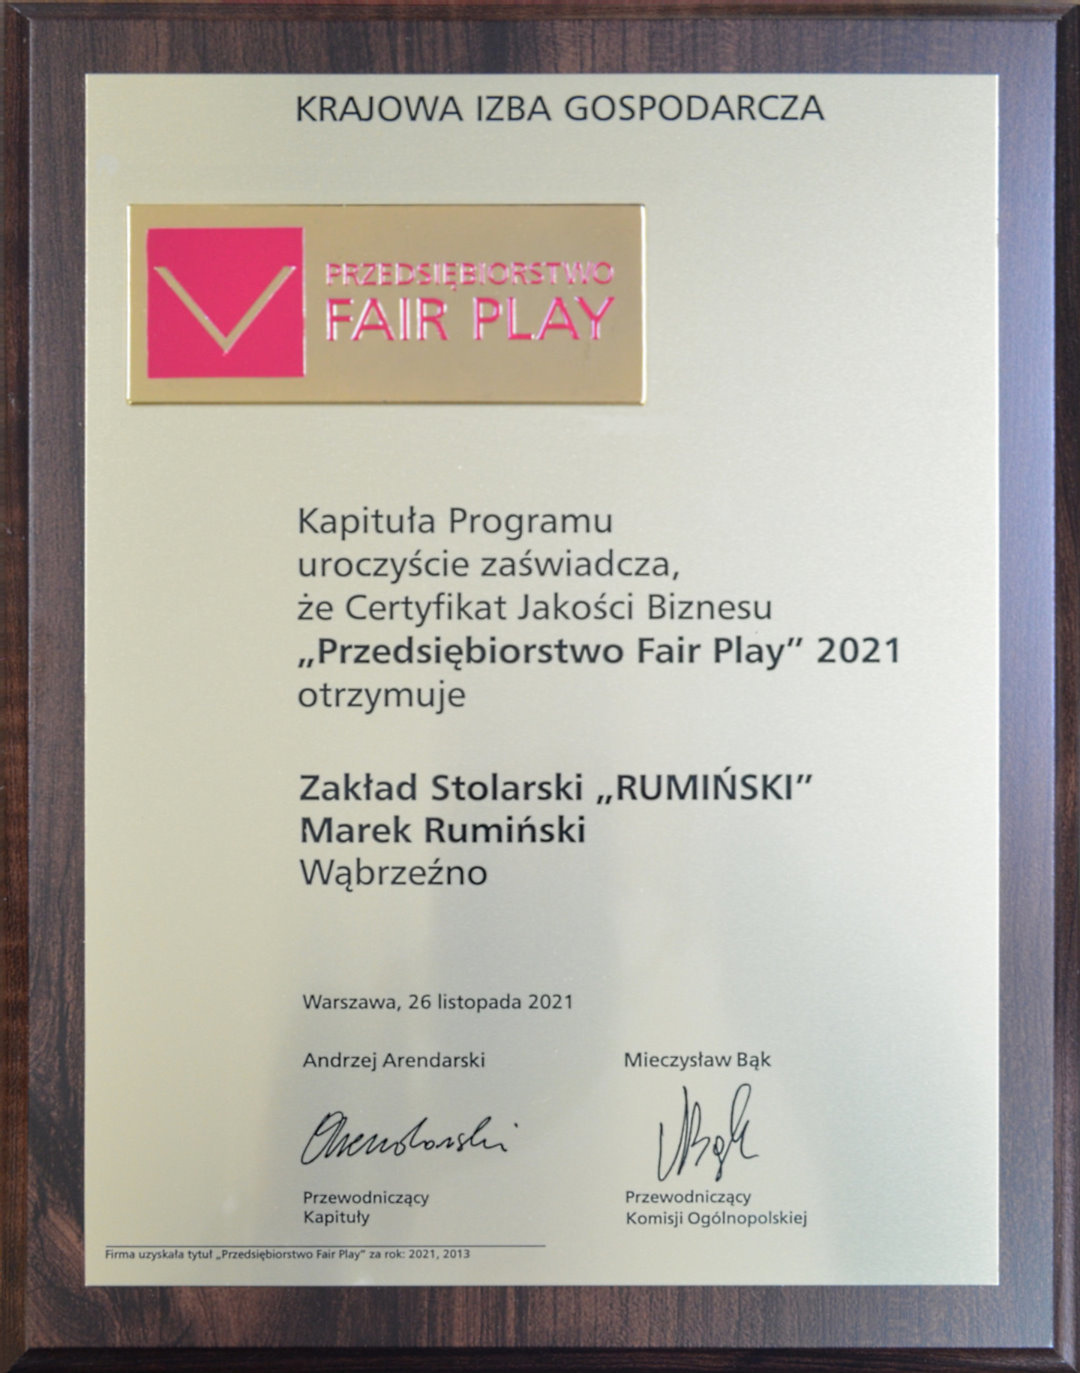 KRAJOWA IZBA GOSPODARCZA
PRZEDSIĘBIORSTWO
FAIR PLAY
Kapituła Programu
uroczyście zaświadcza,
że Certyfikat Jakości Biznesu
„Przedsiębiorstwo Fair Play” 2021
otrzymuje
Zakład Stolarski „RUMIŃSKI”
Marek Rumiński
Wąbrzeźno
Warszawa, 26 listopada 2021
Andrzej Arendarski
Arendarski
Przewodniczący
Kapituły
Mieczysław Bąk
MBąk
Przewodniczący
Komisji Ogólnopolskiej
Firma uzyskała tytuł „Przedsiębiorstwo Fair Play” za rok: 2021, 2013